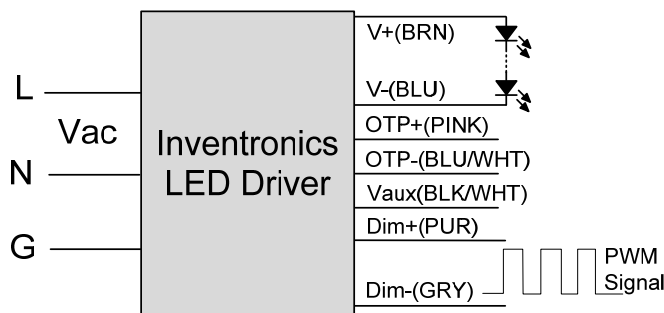 V+(BRN)
L
V-(BLU)
Vac
OTP+(PINK)
Inventronics
LED Driver
OTP-(BLU/WHT)
N
Vaux(BLK/WHT)
Dim+(PUR)
G
PWM
Signal
Dim-(GRY)